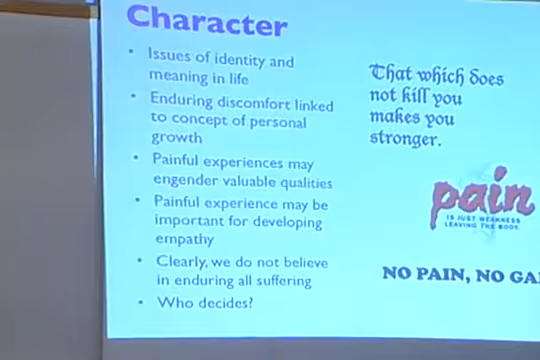 Character
• Issues of identity and
meaning in life
• Enduring discomfort linked
to concept of personal
growth
• Painful experiences may
engender valuable qualities
• Painful experience may be
important for developing
empathy
• Clearly, we do not believe
in enduring all suffering
• Who decides?
That which does
not kill you
makes you
stronger.
pain
IS JUST WEAKNESS
LEAVING THE BODY
NO PAIN, NO GA